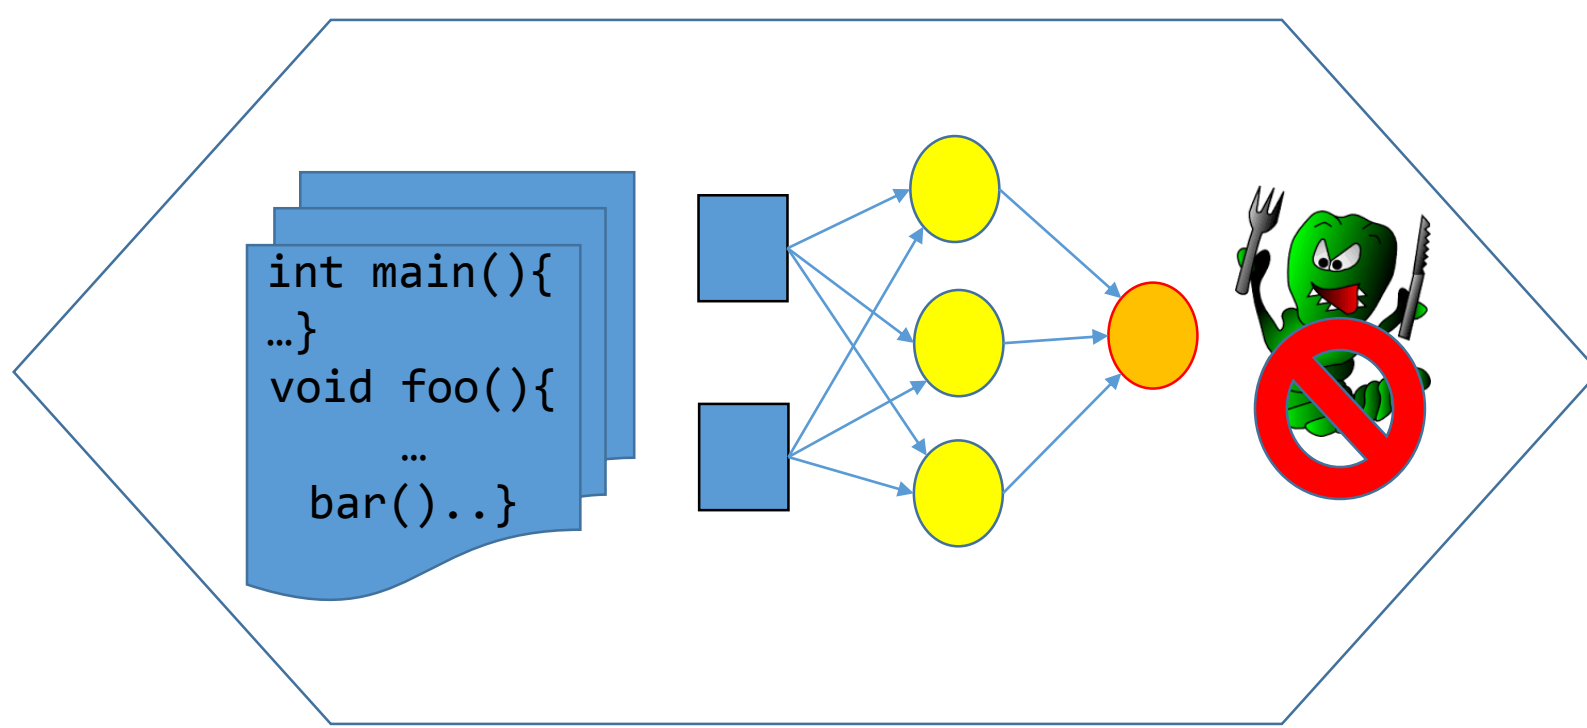 int main(){
…}
void foo(){
…
bar()..}